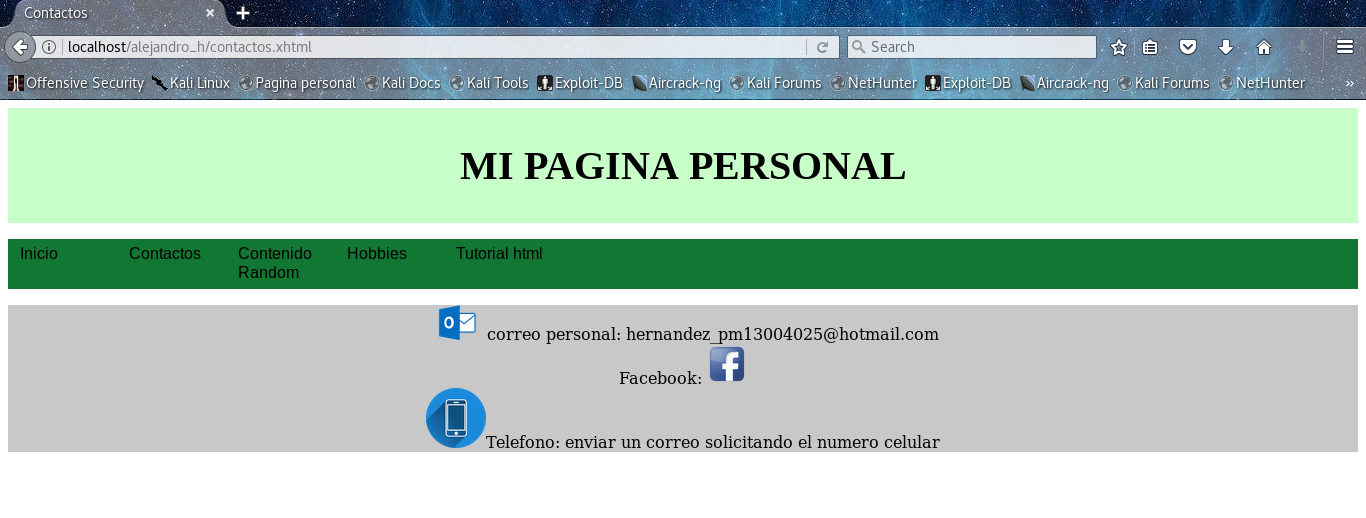 Contactos
localhost/alejandro_h/contactos.xhtml
Search
Offensive Security Kali Linux Pagina personal Kali Docs Kali Tools Exploit-DB Aircrack-ng Kali Forums NetHunter Exploit-DB Aircrack-ng Kali Forums NetHunter
MI PAGINA PERSONAL
Inicio Contactos Contenido Hobbies Tutorial html
Random
correo personal: hernandez_pm13004025@hotmail.com
Facebook:
Telefono: enviar un correo solicitando el numero celular